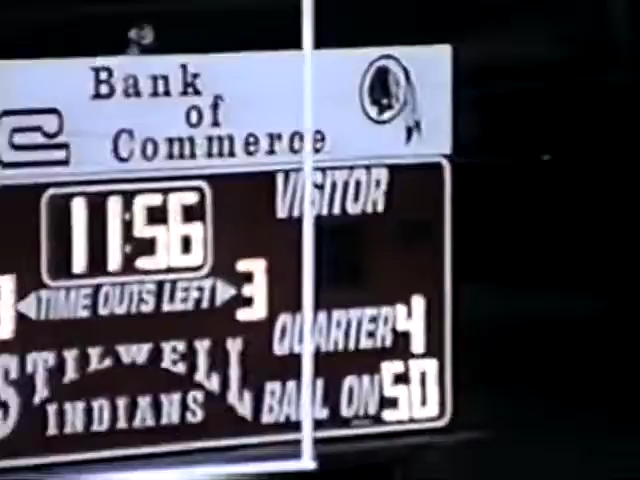 Bank
of
Commerce
VISITOR
11:56
TIME OUTS LEFT 3
QUARTER 4
STILWELL
INDIANS
BALL ON 50